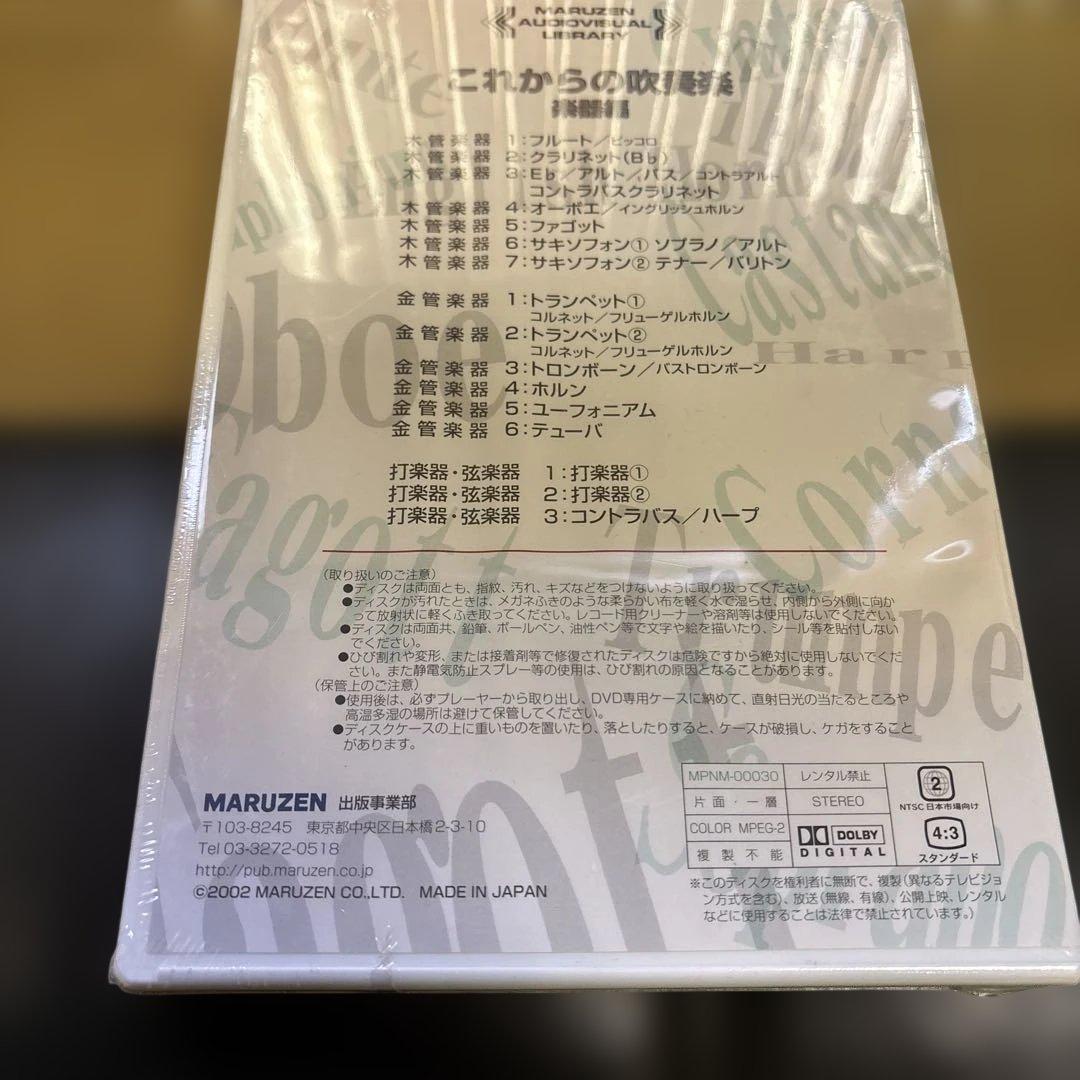 MARUZEN
AUDIOVISUAL
LIBRARY
これからの吹奏楽
楽器編
木管楽器 1：フルート／ピッコロ
木管楽器 2：クラリネット（B♭）
木管楽器 3：E♭／アルト／バス／コントラアルト
コントラバスクラリネット
木管楽器 4：オーボエ／イングリッシュホルン
木管楽器 5：ファゴット
木管楽器 6：サキソフォン① ソプラノ／アルト
木管楽器 7：サキソフォン② テナー／バリトン
金管楽器 1：トランペット①
コルネット／フリューゲルホルン
金管楽器 2：トランペット②
コルネット／フリューゲルホルン
金管楽器 3：トロンボーン／バストロンボーン
金管楽器 4：ホルン
金管楽器 5：ユーフォニアム
金管楽器 6：テューバ
打楽器・弦楽器 1：打楽器①
打楽器・弦楽器 2：打楽器②
打楽器・弦楽器 3：コントラバス／ハープ
（取り扱いのご注意）
●ディスクは両面とも、指紋、汚れ、キズなどをつけないように取り扱ってください。
●ディスクが汚れたときは、メガネふきのような柔らかい布を軽く水で湿らせ、内側から外側に向か
って放射状に軽くふき取ってください。レコード用クリーナーや溶剤等は使用しないでください。
●ディスクは両面共、鉛筆、ボールペン、油性ペン等で文字や絵を描いたり、シール等を貼付しない
でください。
●ひび割れや変形、または接着剤等で修復されたディスクは危険ですから絶対に使用しないでくだ
さい。また静電気防止スプレー等の使用は、ひび割れの原因となることがあります。
（保管上のご注意）
●使用後は、必ずプレーヤーから取り出し、DVD専用ケースに納めて、直射日光の当たるところや
高温多湿の場所は避けて保管してください。
●ディスクケースの上に重いものを置いたり、落としたりすると、ケースが破損し、ケガをすること
があります。
MARUZEN 出版事業部
〒103-8245 東京都中央区日本橋2-3-10
Tel 03-3272-0518
http://pub.maruzen.co.jp
©2002 MARUZEN CO.,LTD. MADE IN JAPAN
MPNM-00030 レンタル禁止
片面・一層 STEREO
COLOR MPEG-2
複製不能
DOLBY
DIGITAL
2
NTSC 日本市場向け
4:3
スタンダード
※このディスクを権利者に無断で、複製（異なるテレビジョ
ン方式を含む）、放送（無線、有線）、公開上映、レンタル
などに使用することは法律で禁止されています。）
Oboe
Fagott
Castan
Harp
Corn